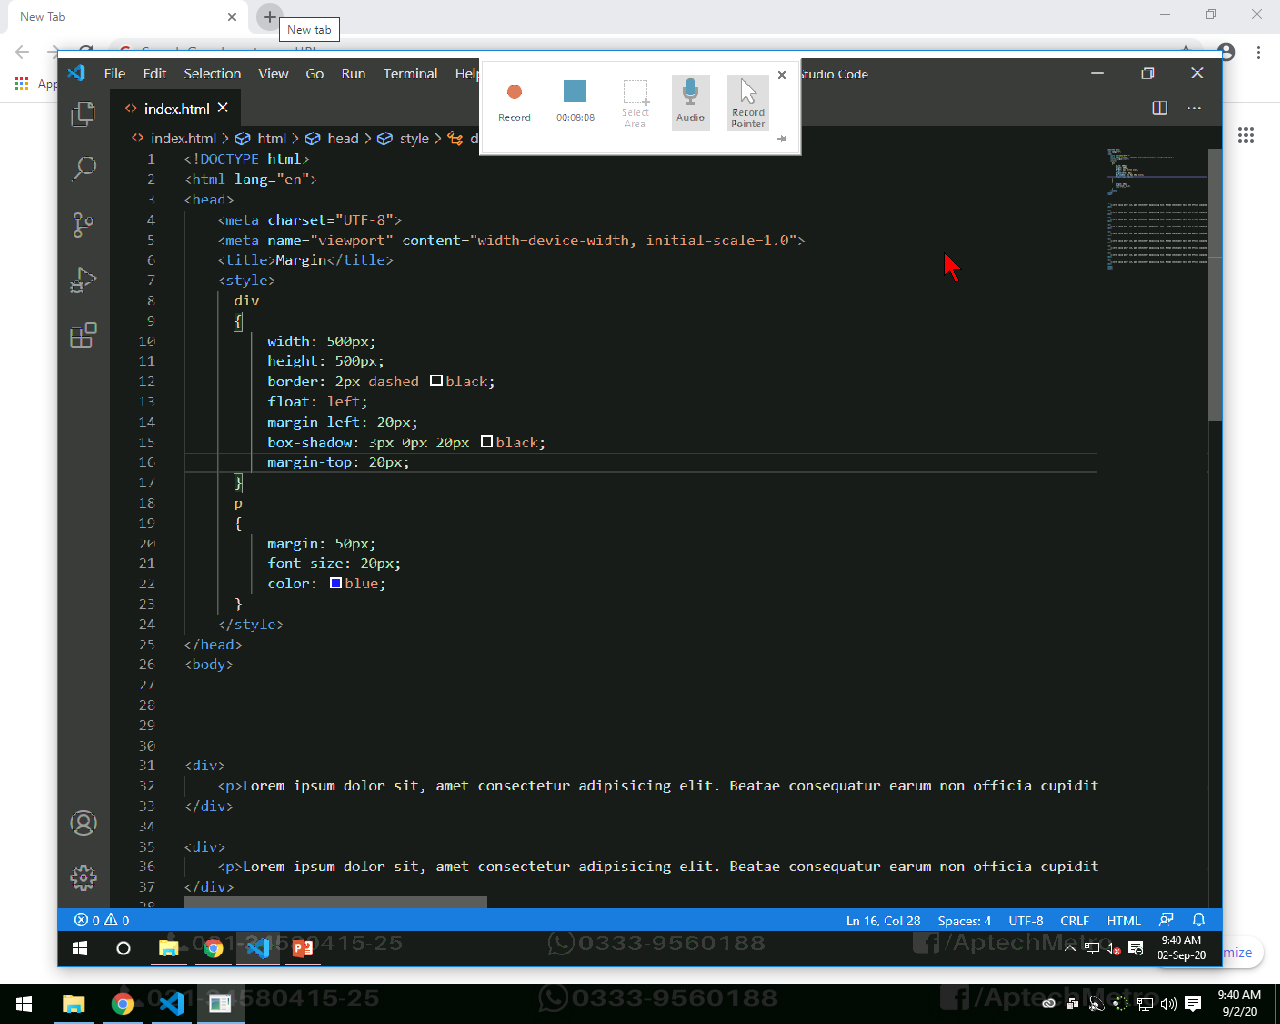 New Tab
New tab
App
File Edit Selection View Go Run Terminal Help
Studio Code
Record
00:08:08
Select
Area
Audio
Record
Pointer
index.html
index.html > html > head > style > d
1 <!DOCTYPE html>
2 <html lang="en">
3 <head>
4 <meta charset="UTF-8">
5 <meta name="viewport" content="width=device-width, initial-scale=1.0">
6 <title>Margin</title>
7 <style>
8 div
9 {
10 width: 500px;
11 height: 500px;
12 border: 2px dashed black;
13 float: left;
14 margin-left: 20px;
15 box-shadow: 3px 0px 20px black;
16 margin-top: 20px;
17 }
18 p
19 {
20 margin: 50px;
21 font-size: 20px;
22 color: blue;
23 }
24 </style>
25 </head>
26 <body>
27
28
29
30
31 <div>
32 <p>Lorem ipsum dolor sit, amet consectetur adipisicing elit. Beatae consequatur earum non officia cupidit
33 </div>
34
35 <div>
36 <p>Lorem ipsum dolor sit, amet consectetur adipisicing elit. Beatae consequatur earum non officia cupidit
37 </div>
38
0 0
Ln 16, Col 28 Spaces: 4 UTF-8 CRLF HTML
021-34580415-25 0333-9560188 /AptechMetro
9:40 AM
02-Sep-20
mize
021-34580415-25 0333-9560188 /AptechMetro
9:40 AM
9/2/20